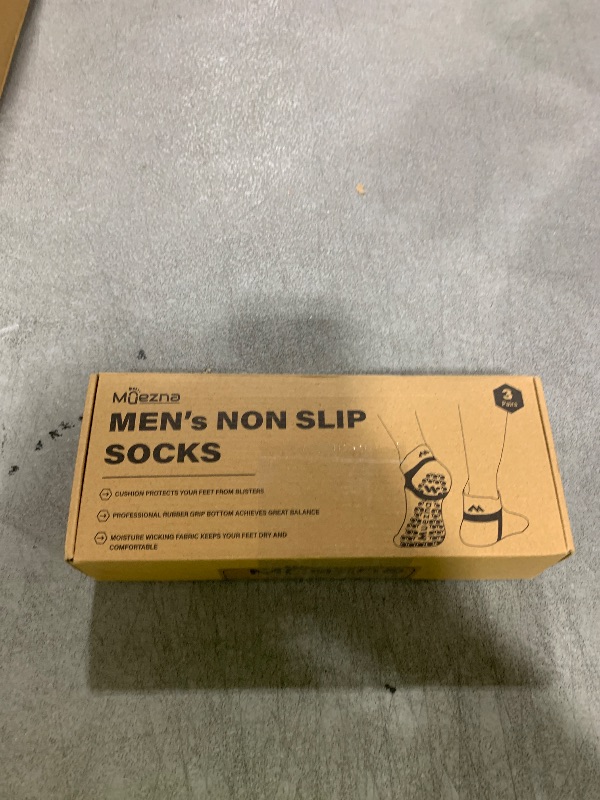 Muezna
3
Pairs
MEN's NON SLIP
SOCKS
CUSHION PROTECTS YOUR FEET FROM BLISTERS
PROFESSIONAL RUBBER GRIP BOTTOM ACHIEVES GREAT BALANCE
MOISTURE WICKING FABRIC KEEPS YOUR FEET DRY AND
COMFORTABLE